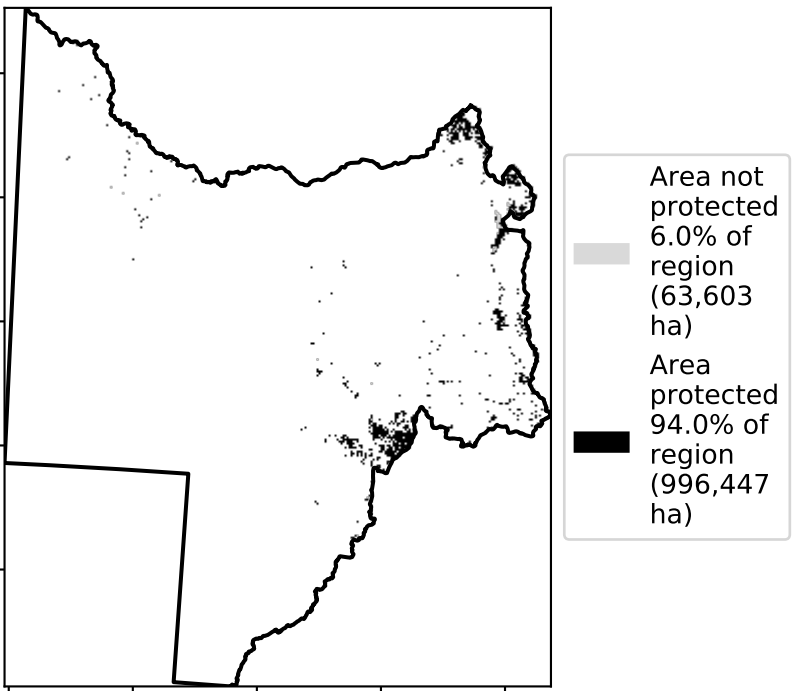 Area not
protected
6.0% of
region
(63,603
ha)
Area
protected
94.0% of
region
(996,447
ha)